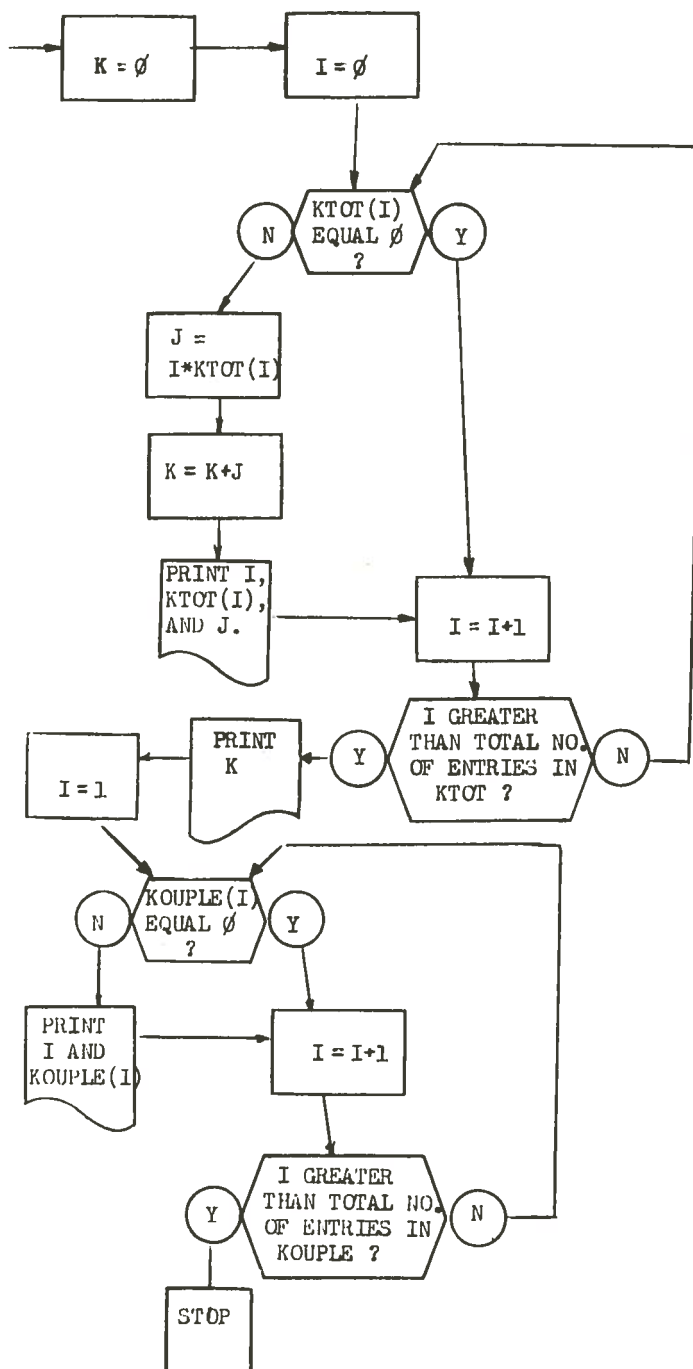 K = Ø
I = Ø
KTOT(I)
EQUAL Ø
?
N
Y
J =
I*KTOT(I)
K = K+J
PRINT I,
KTOT(I),
AND J.
I = I+1
I GREATER
THAN TOTAL NO.
OF ENTRIES IN
KTOT ?
Y
N
PRINT
K
I = 1
KOUPLE(I)
EQUAL Ø
?
N
Y
PRINT
I AND
KOUPLE(I)
I = I+1
I GREATER
THAN TOTAL NO.
OF ENTRIES IN
KOUPLE ?
Y
N
STOP